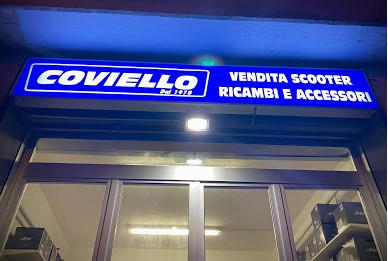 COVIELLO
Dal 1978
VENDITA SCOOTER
RICAMBI E ACCESSORI